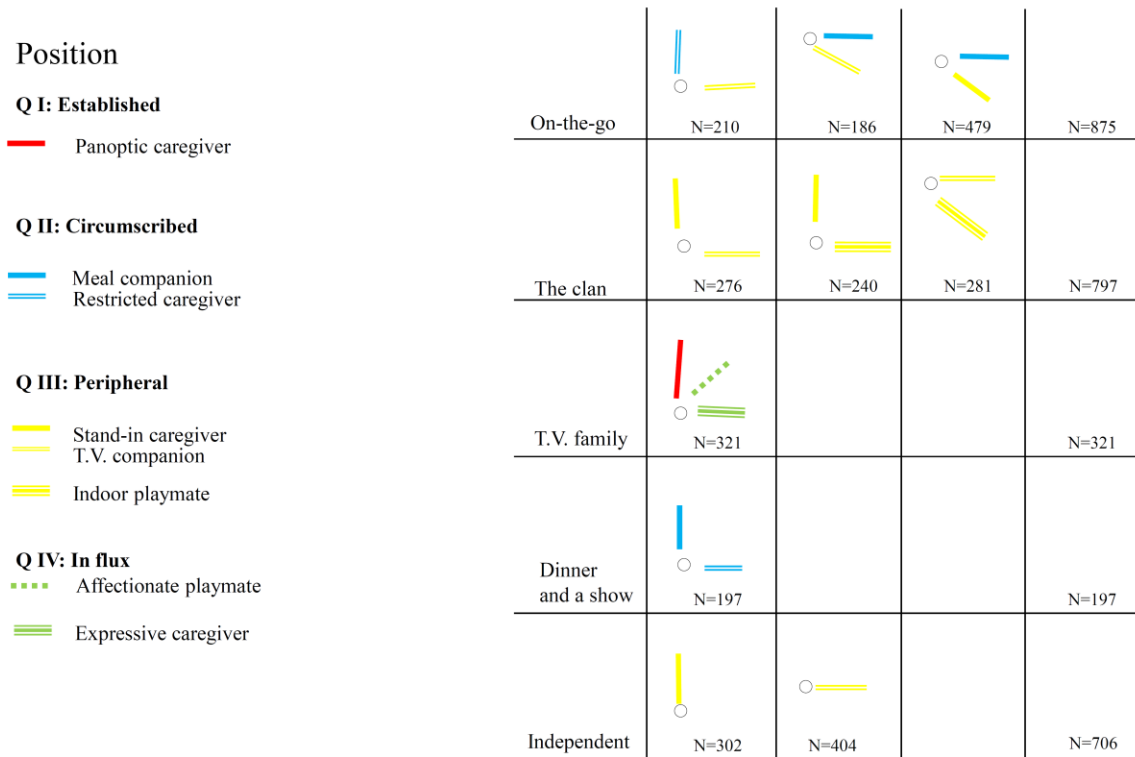 Position
Q I: Established
Panoptic caregiver
Q II: Circumscribed
Meal companion
Restricted caregiver
Q III: Peripheral
Stand-in caregiver
T.V. companion
Indoor playmate
Q IV: In flux
Affectionate playmate
Expressive caregiver
On-the-go N=210 N=186 N=479 N=875
The clan N=276 N=240 N=281 N=797
T.V. family N=321 N=321
Dinner
and a show N=197 N=197
Independent N=302 N=404 N=706